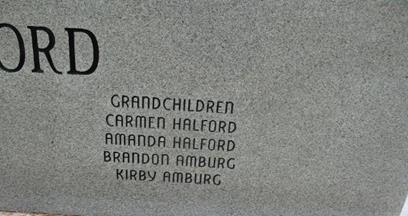 ORD
GRANDCHILDREN
CARMEN HALFORD
AMANDA HALFORD
BRANDON AMBURG
KIRBY AMBURG